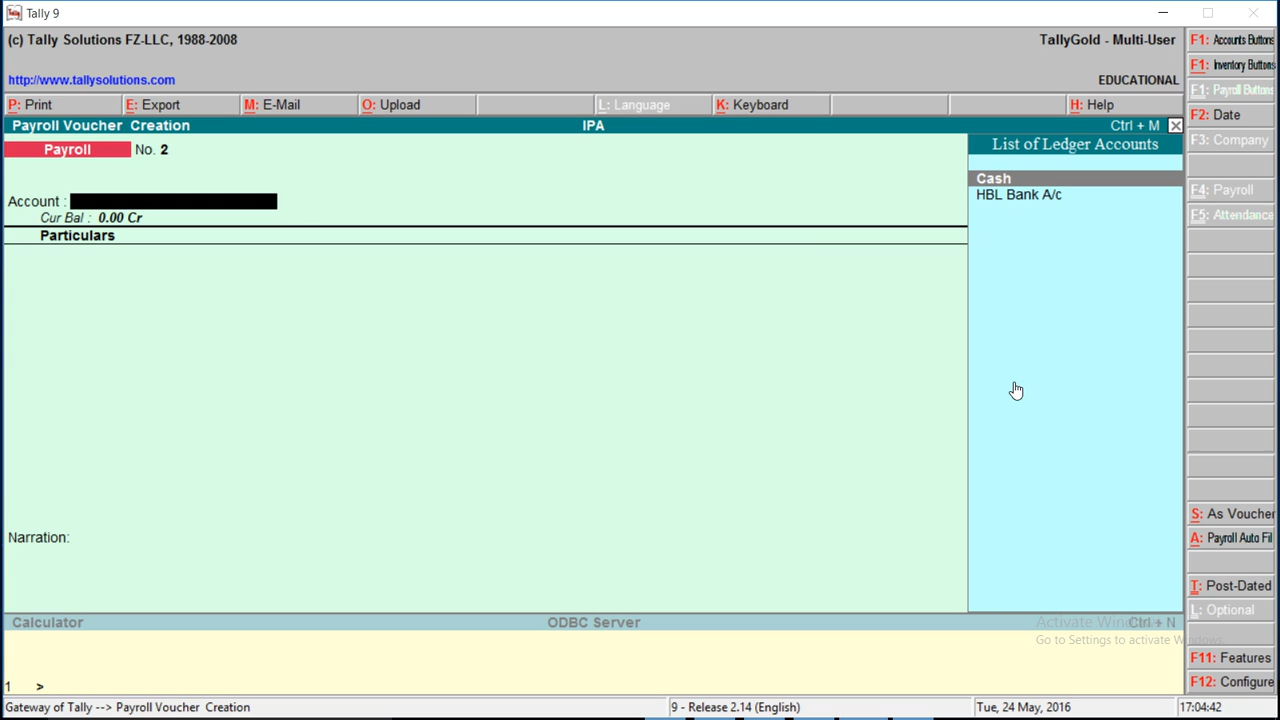 Tally 9
(c) Tally Solutions FZ-LLC, 1988-2008 TallyGold - Multi-User
http://www.tallysolutions.com EDUCATIONAL
P: Print E: Export M: E-Mail O: Upload L: Language K: Keyboard H: Help
Payroll Voucher Creation IPA Ctrl + M
Payroll No. 2
Account :
Cur Bal : 0.00 Cr
Particulars
Narration:
List of Ledger Accounts
Cash
HBL Bank A/c
F1: Accounts Buttons
F1: Inventory Buttons
F1: Payroll Buttons
F2: Date
F3: Company
F4: Payroll
F5: Attendance
S: As Voucher
A: Payroll Auto Fil
T: Post-Dated
L: Optional
F11: Features
F12: Configure
Calculator ODBC Server Ctrl + N
Activate Windows
Go to Settings to activate Windows.
1 >
Gateway of Tally --> Payroll Voucher Creation 9 - Release 2.14 (English) Tue, 24 May, 2016 17:04:42